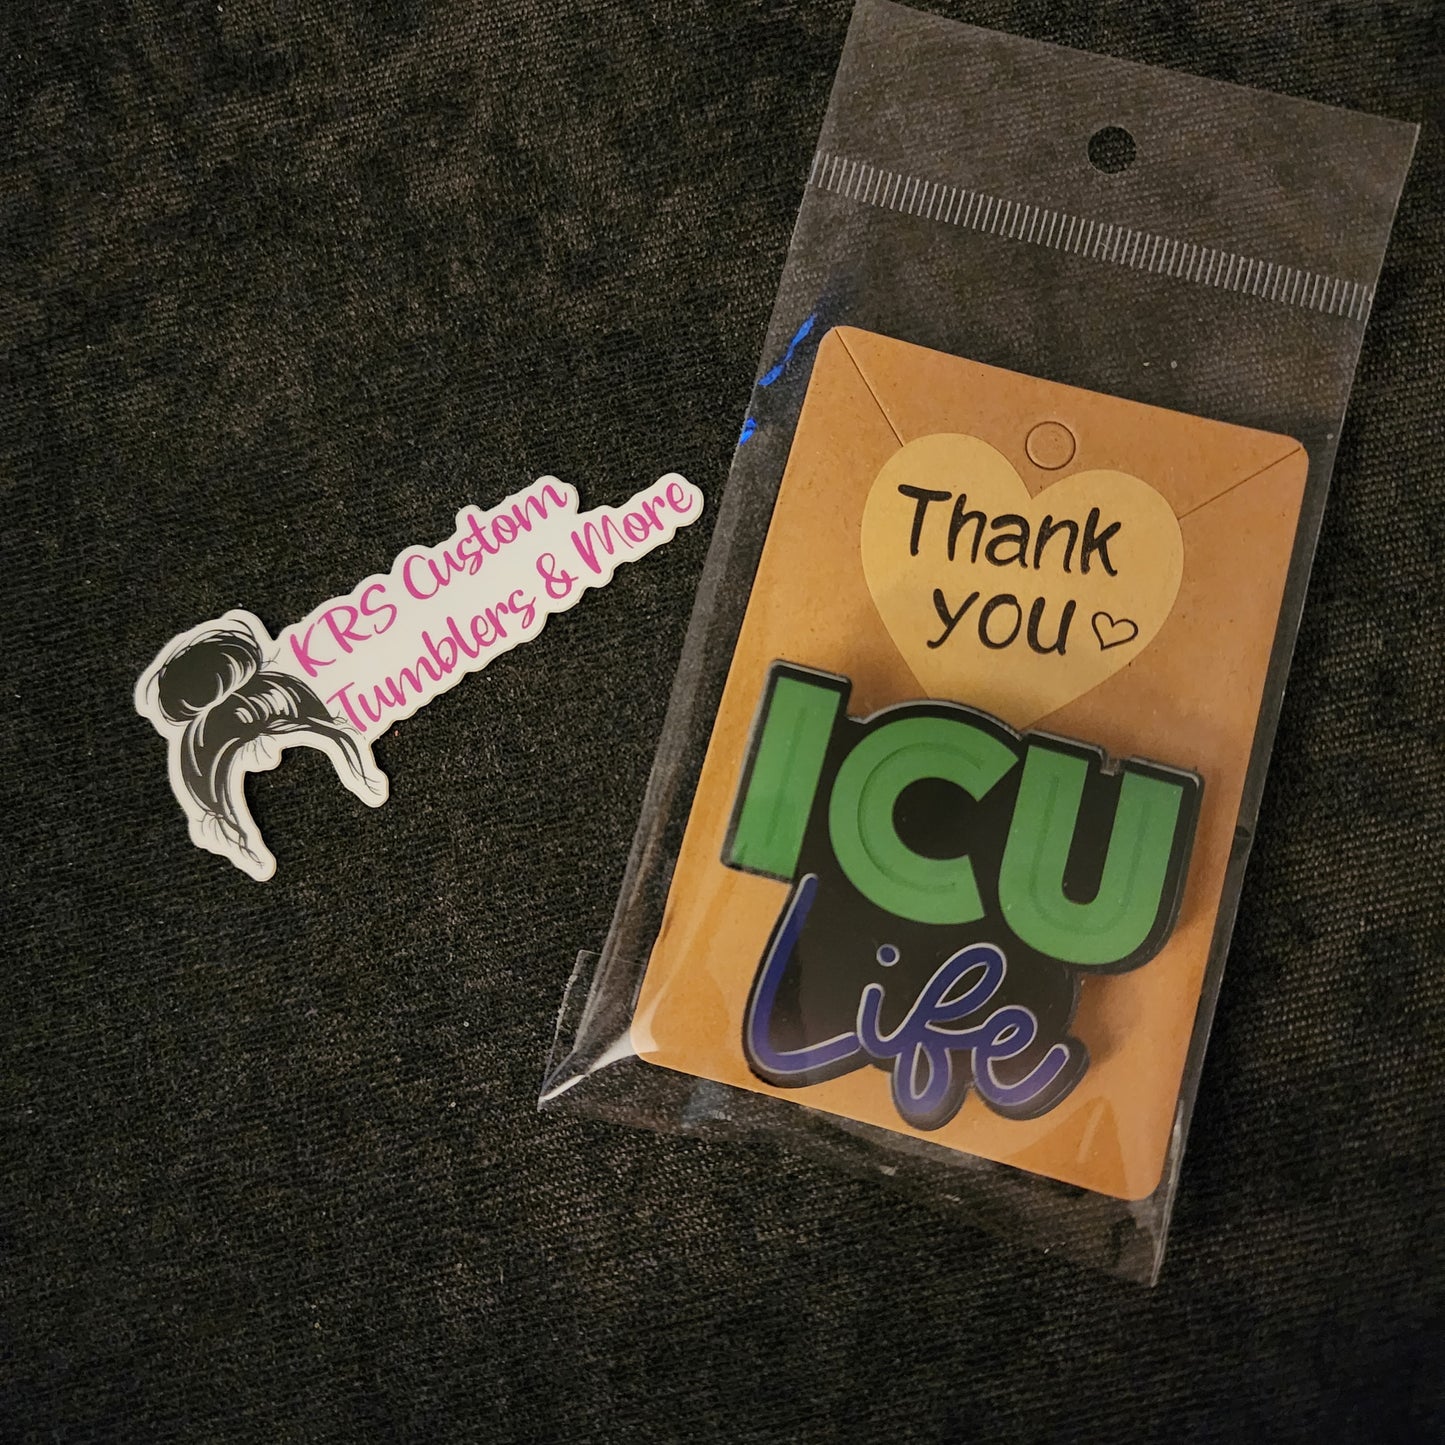 KRS Custom
Tumblers & More
Thank
you
ICU
Life